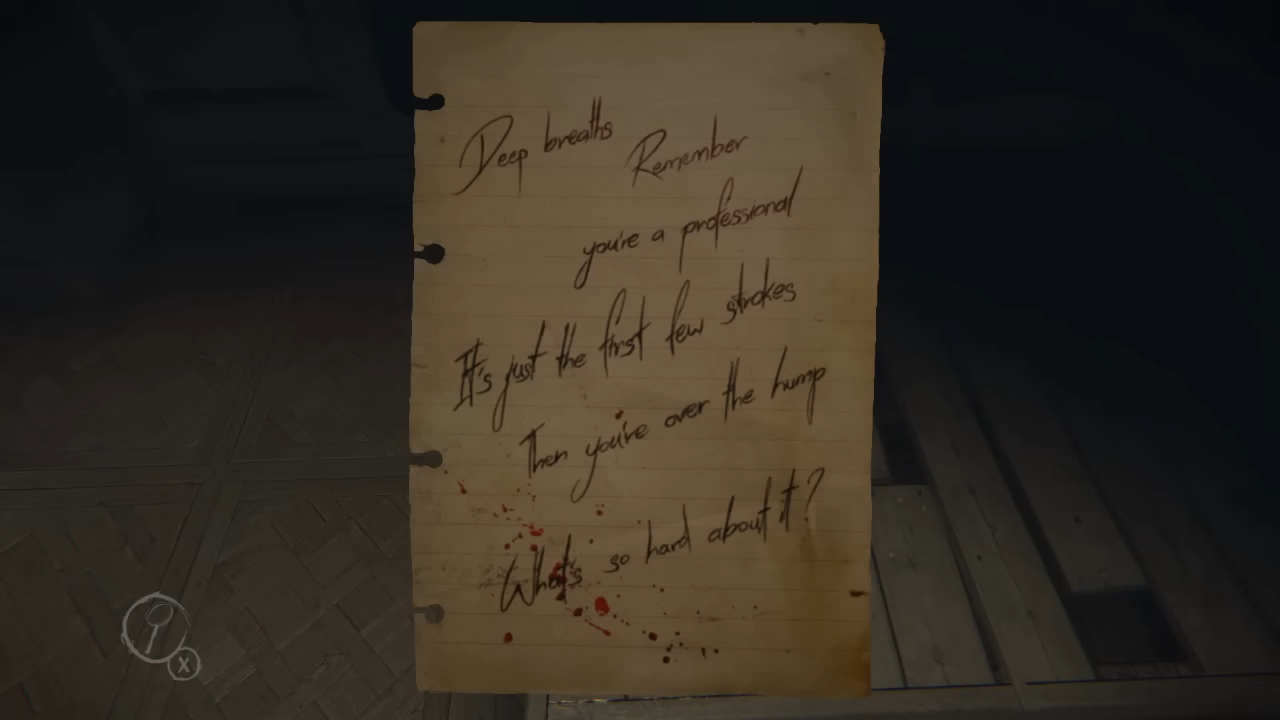 Deep breaths Remember
you're a professional
It's just the first few strokes
Then you're over the hump
What's so hard about it?
X